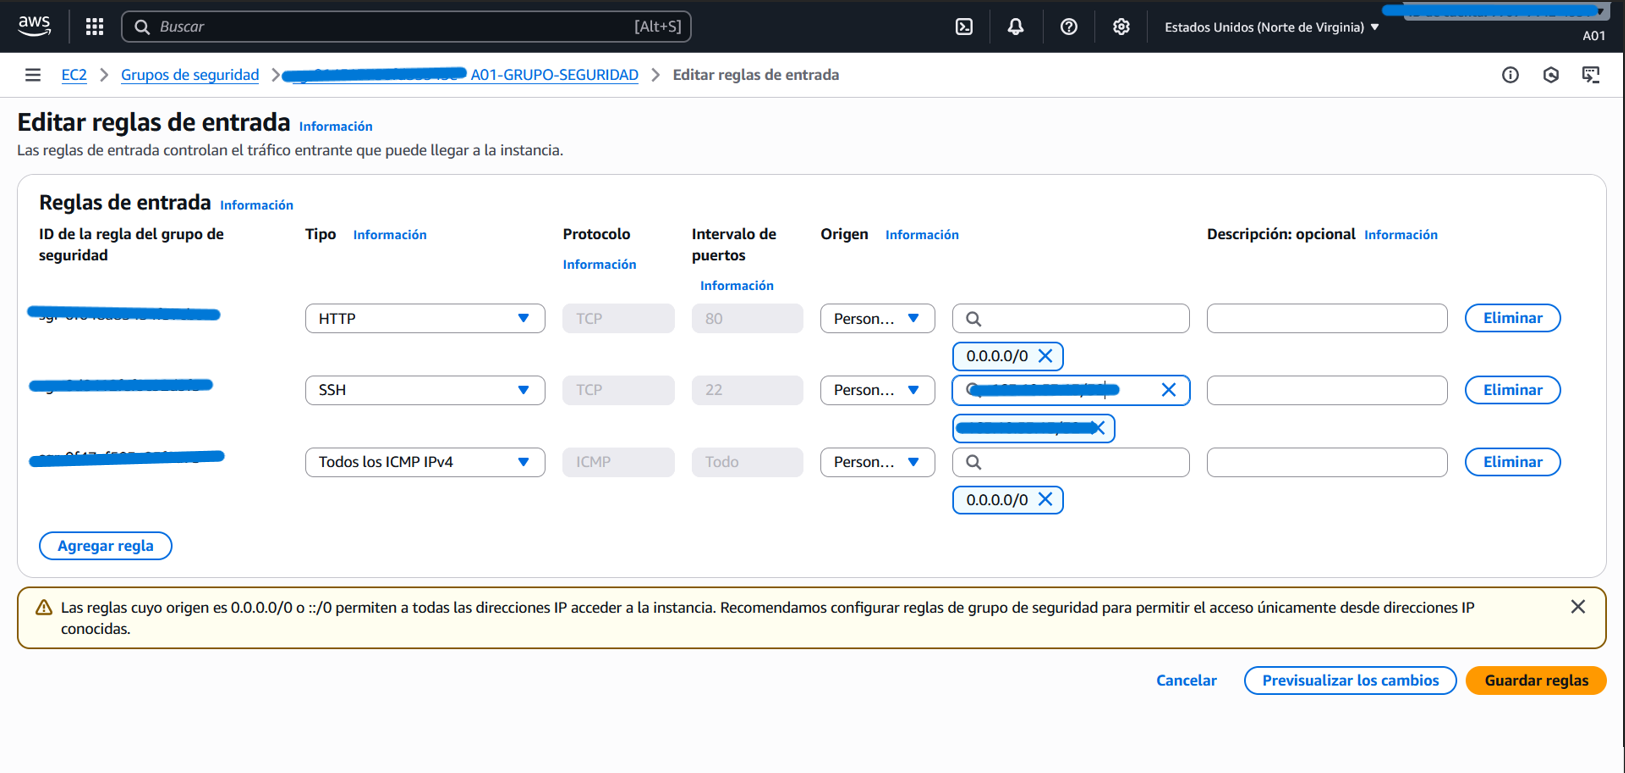 aws
Buscar [Alt+S]
Estados Unidos (Norte de Virginia)
A01
EC2 Grupos de seguridad A01-GRUPO-SEGURIDAD Editar reglas de entrada
Editar reglas de entrada Información
Las reglas de entrada controlan el tráfico entrante que puede llegar a la instancia.
Reglas de entrada Información
ID de la regla del grupo de seguridad
Tipo Información
Protocolo
Información
Intervalo de puertos
Información
Origen Información
Descripción: opcional Información
HTTP TCP 80 Person... Eliminar
0.0.0.0/0
SSH TCP 22 Person... Eliminar
Todos los ICMP IPv4 ICMP Todo Person... Eliminar
0.0.0.0/0
Agregar regla
Las reglas cuyo origen es 0.0.0.0/0 o ::/0 permiten a todas las direcciones IP acceder a la instancia. Recomendamos configurar reglas de grupo de seguridad para permitir el acceso únicamente desde direcciones IP
conocidas.
Cancelar Previsualizar los cambios Guardar reglas